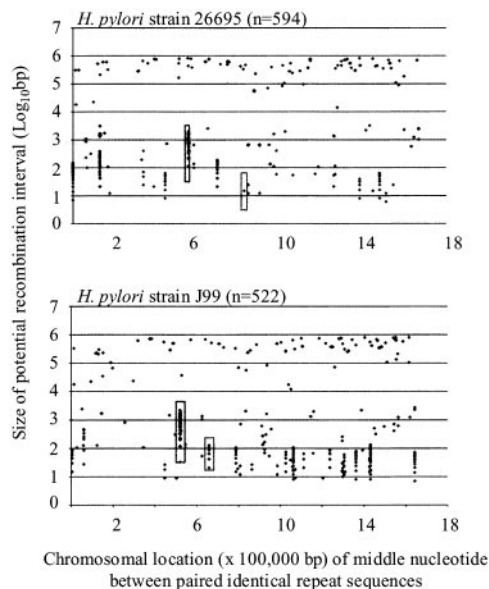 H. pylori strain 26695 (n=594)
7
6
5
4
3
2
1
0
2 6 10 14 18
H. pylori strain J99 (n=522)
7
6
5
4
3
2
1
0
2 6 10 14 18
Size of potential recombination interval (Log10bp)
Chromosomal location (x 100,000 bp) of middle nucleotide
between paired identical repeat sequences